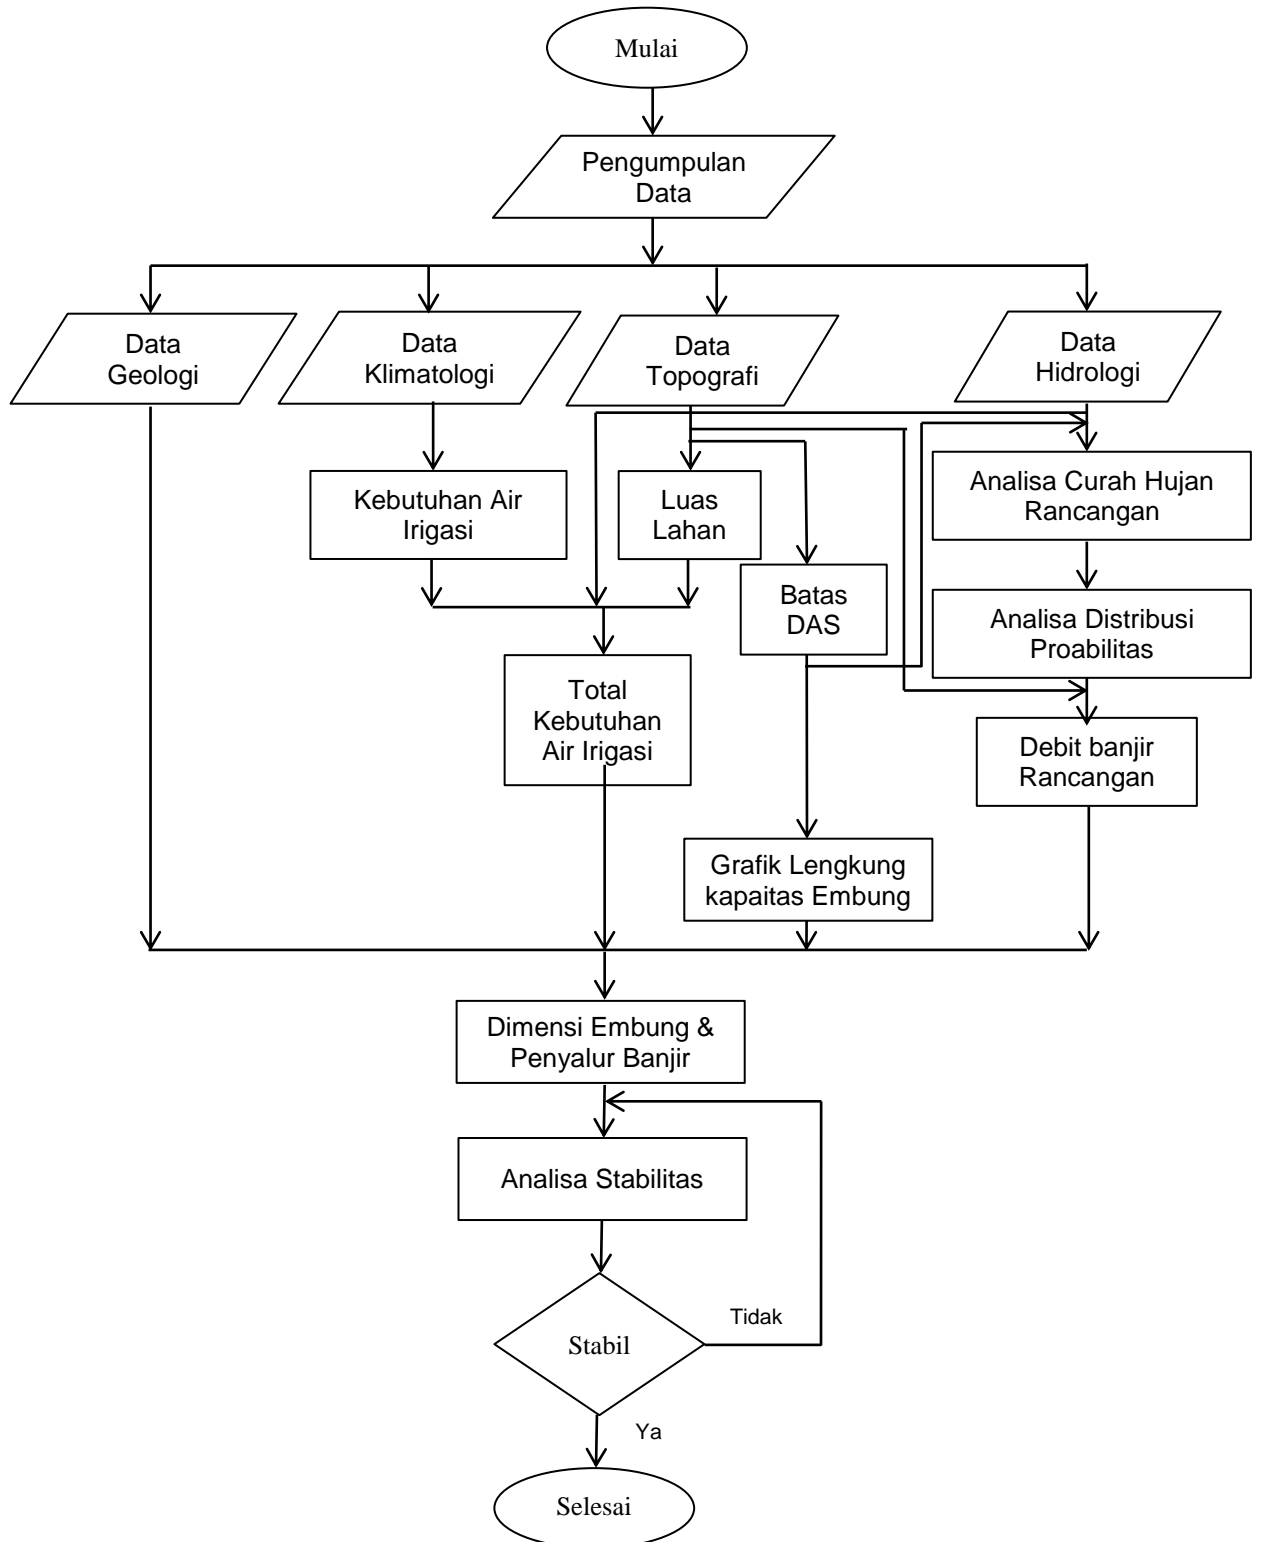 Mulai
Pengumpulan
Data
Data
Geologi
Data
Klimatologi
Data
Topografi
Data
Hidrologi
Kebutuhan Air
Irigasi
Luas
Lahan
Analisa Curah Hujan
Rancangan
Batas
DAS
Analisa Distribusi
Proabilitas
Total
Kebutuhan
Air Irigasi
Debit banjir
Rancangan
Grafik Lengkung
kapaitas Embung
Dimensi Embung &
Penyalur Banjir
Analisa Stabilitas
Stabil
Tidak
Ya
Selesai